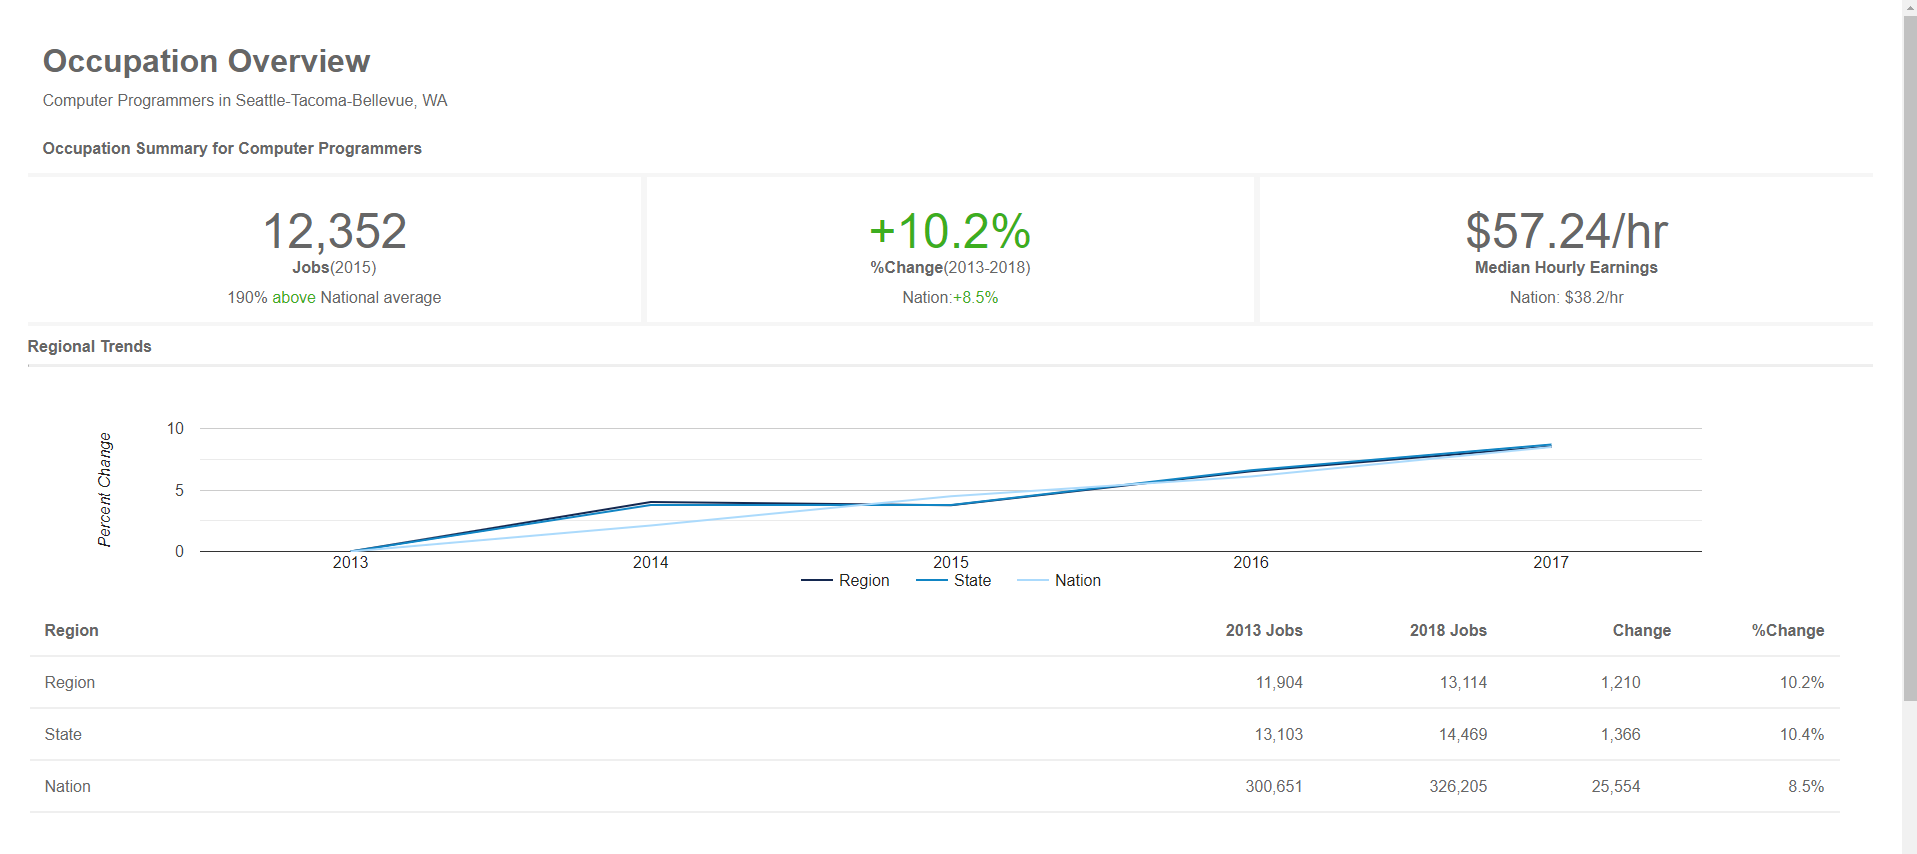 Occupation Overview
Computer Programmers in Seattle-Tacoma-Bellevue, WA
Occupation Summary for Computer Programmers
12,352
Jobs(2015)
190% above National average
+10.2%
%Change(2013-2018)
Nation:+8.5%
$57.24/hr
Median Hourly Earnings
Nation: $38.2/hr
Regional Trends
Percent Change
10
5
0
2013 2014 2015 2016 2017
Region State Nation
Region 2013 Jobs 2018 Jobs Change %Change
Region 11,904 13,114 1,210 10.2%
State 13,103 14,469 1,366 10.4%
Nation 300,651 326,205 25,554 8.5%